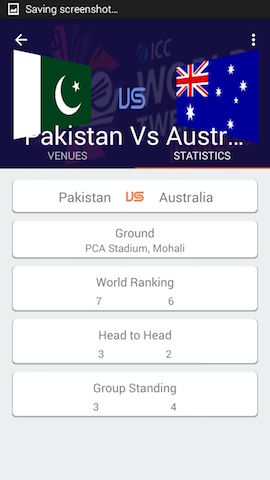 Saving screenshot...
ICC
WORLD
VS
Pakistan Vs Austr...
VENUES
STATISTICS
Pakistan VS Australia
Ground
PCA Stadium, Mohali
World Ranking
7 6
Head to Head
3 2
Group Standing
3 4